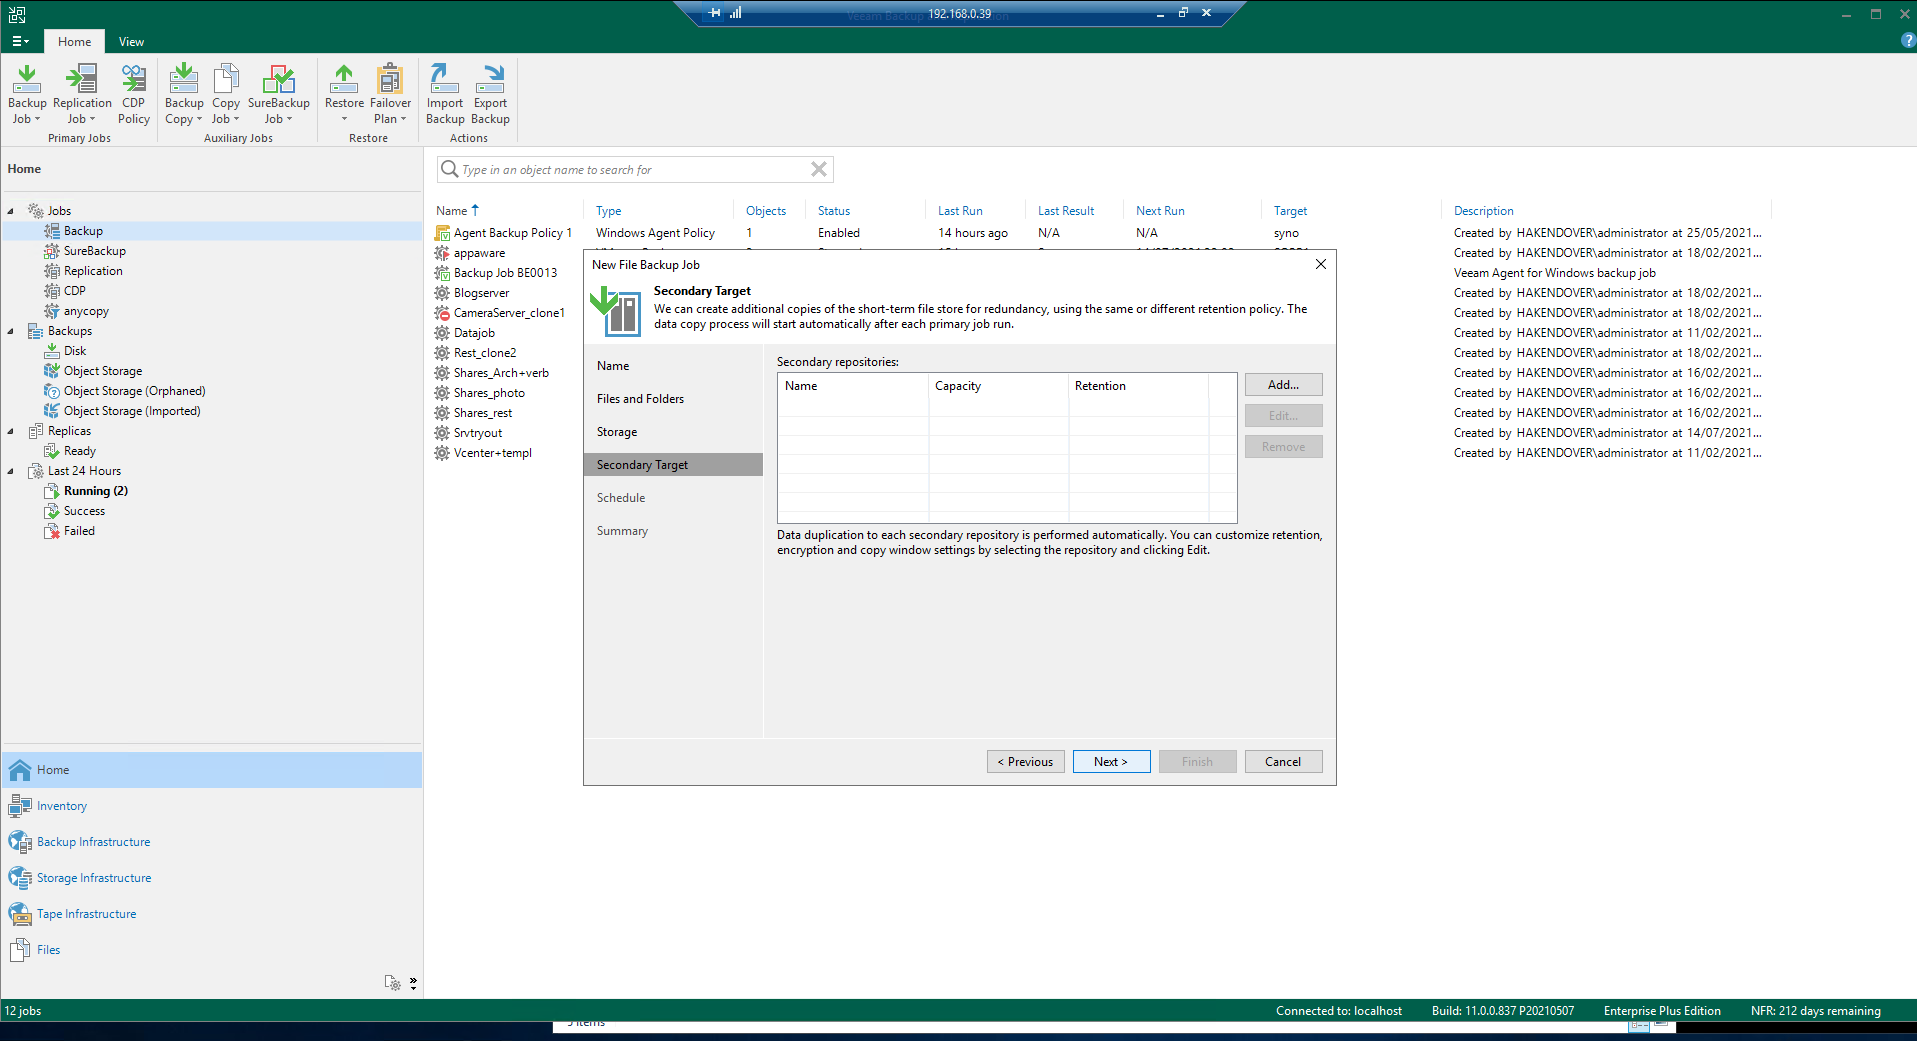 192.168.0.39
Home
View
Backup Job
Replication Job
CDP Policy
Primary Jobs
Backup Copy
Copy Job
SureBackup Job
Auxiliary Jobs
Restore
Failover Plan
Restore
Import Backup
Export Backup
Actions
Home
Jobs
Backup
SureBackup
Replication
CDP
anycopy
Backups
Disk
Object Storage
Object Storage (Orphaned)
Object Storage (Imported)
Replicas
Ready
Last 24 Hours
Running (2)
Success
Failed
Home
Inventory
Backup Infrastructure
Storage Infrastructure
Tape Infrastructure
Files
Type in an object name to search for
Name Type Objects Status Last Run Last Result Next Run Target Description
Agent Backup Policy 1 Windows Agent Policy 1 Enabled 14 hours ago N/A N/A syno Created by HAKENDOVER\administrator at 25/05/2021...
appaware Created by HAKENDOVER\administrator at 18/02/2021...
Backup Job BE0013 Veeam Agent for Windows backup job
Blogserver Created by HAKENDOVER\administrator at 18/02/2021...
CameraServer_clone1 Created by HAKENDOVER\administrator at 18/02/2021...
Datajob Created by HAKENDOVER\administrator at 11/02/2021...
Rest_clone2 Created by HAKENDOVER\administrator at 18/02/2021...
Shares_Arch+verb Created by HAKENDOVER\administrator at 16/02/2021...
Shares_photo Created by HAKENDOVER\administrator at 16/02/2021...
Shares_rest Created by HAKENDOVER\administrator at 16/02/2021...
Srvtryout Created by HAKENDOVER\administrator at 14/07/2021...
Vcenter+templ Created by HAKENDOVER\administrator at 11/02/2021...
New File Backup Job
Secondary Target
We can create additional copies of the short-term file store for redundancy, using the same or different retention policy. The
data copy process will start automatically after each primary job run.
Name
Files and Folders
Storage
Secondary Target
Schedule
Summary
Secondary repositories:
Name Capacity Retention
Add...
Edit...
Remove
Data duplication to each secondary repository is performed automatically. You can customize retention,
encryption and copy window settings by selecting the repository and clicking Edit.
< Previous
Next >
Finish
Cancel
12 jobs
Connected to: localhost
Build: 11.0.0.837 P20210507
Enterprise Plus Edition
NFR: 212 days remaining
items